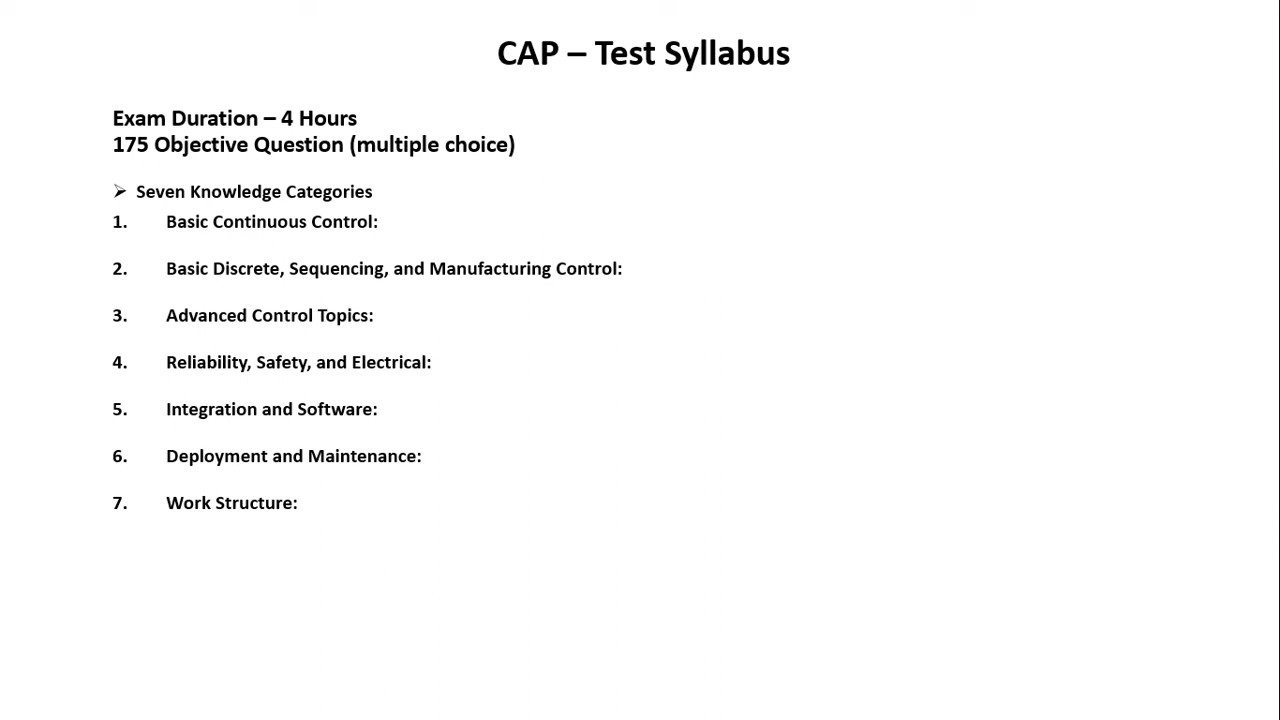 CAP – Test Syllabus
Exam Duration – 4 Hours
175 Objective Question (multiple choice)
➢ Seven Knowledge Categories
1. Basic Continuous Control:
2. Basic Discrete, Sequencing, and Manufacturing Control:
3. Advanced Control Topics:
4. Reliability, Safety, and Electrical:
5. Integration and Software:
6. Deployment and Maintenance:
7. Work Structure: